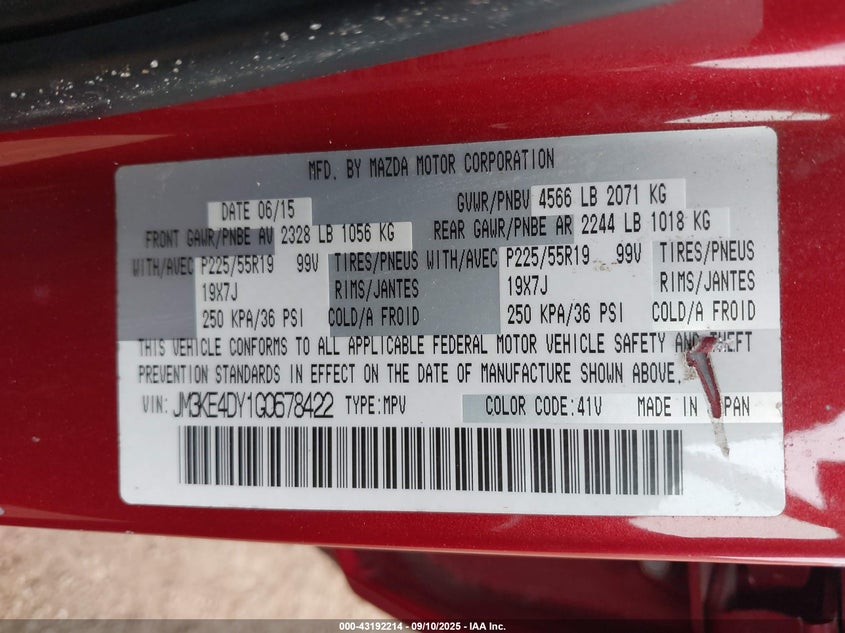 MFD. BY MAZDA MOTOR CORPORATION
DATE 06/15 GVWR/PNBV 4566 LB 2071 KG
FRONT GAWR/PNBE AV 2328 LB 1056 KG REAR GAWR/PNBE AR 2244 LB 1018 KG
WITH/AVEC P225/55R19 99V TIRES/PNEUS WITH/AVEC P225/55R19 99V TIRES/PNEUS
19X7J RIMS/JANTES 19X7J RIMS/JANTES
250 KPA/36 PSI COLD/A FROID 250 KPA/36 PSI COLD/A FROID
THIS VEHICLE CONFORMS TO ALL APPLICABLE FEDERAL MOTOR VEHICLE SAFETY AND THEFT
PREVENTION STANDARDS IN EFFECT ON THE DATE OF MANUFACTURE SHOWN ABOVE.
VIN: JM3KE4DY1G0678422 TYPE:MPV COLOR CODE:41V MADE IN JAPAN
000-43192214 - 09/10/2025 - IAA Inc.